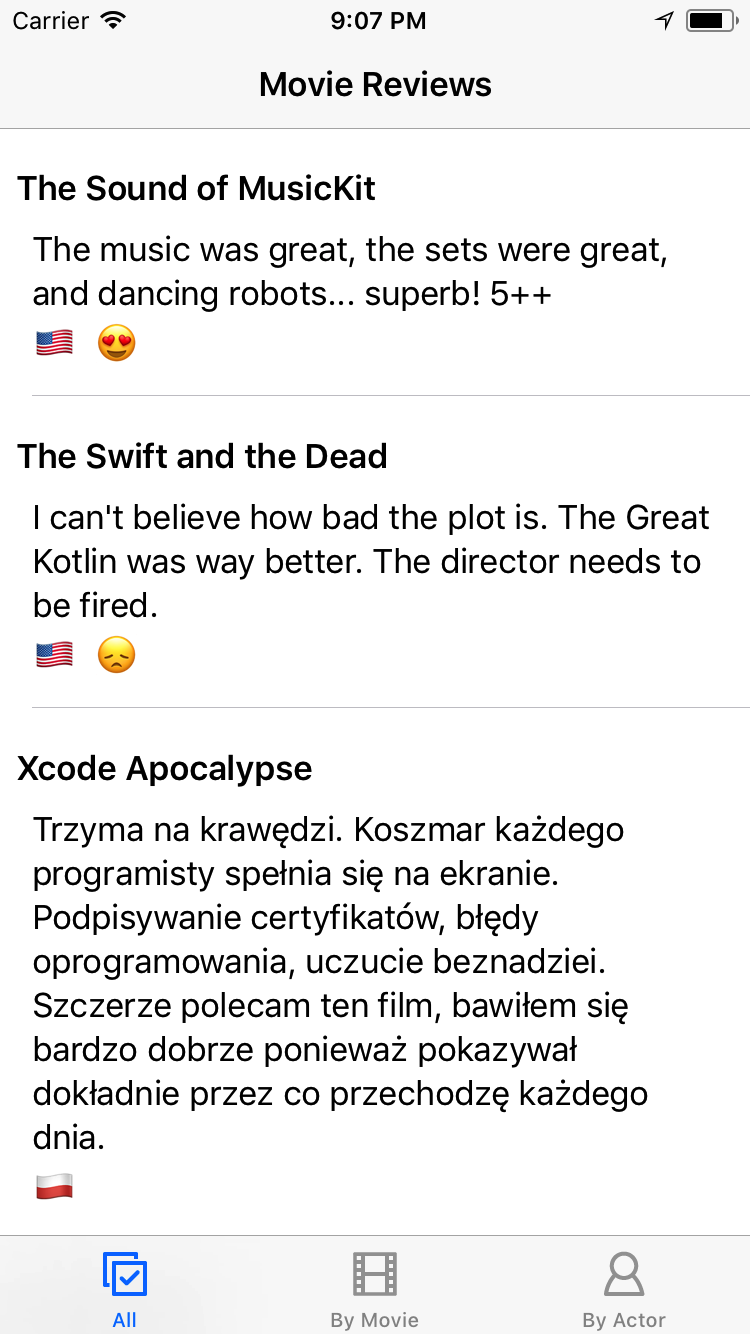 Carrier
9:07 PM
Movie Reviews
The Sound of MusicKit
The music was great, the sets were great,
and dancing robots... superb! 5++
The Swift and the Dead
I can't believe how bad the plot is. The Great
Kotlin was way better. The director needs to
be fired.
Xcode Apocalypse
Trzyma na krawędzi. Koszmar każdego
programisty spełnia się na ekranie.
Podpisywanie certyfikatów, błędy
oprogramowania, uczucie beznadziei.
Szczerze polecam ten film, bawiłem się
bardzo dobrze ponieważ pokazywał
dokładnie przez co przechodzę każdego
dnia.
All
By Movie
By Actor